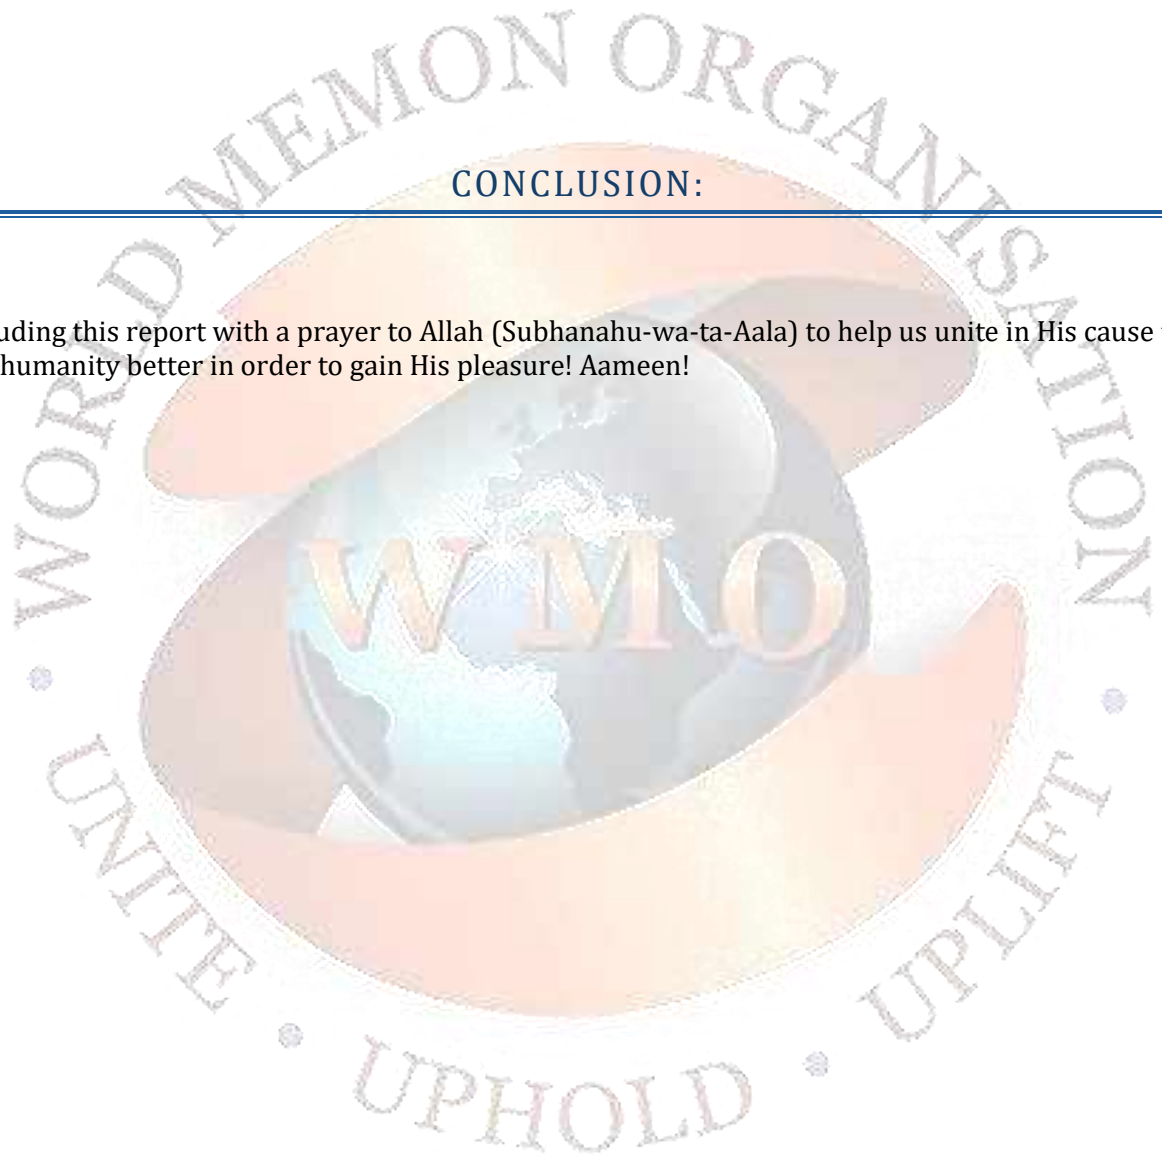 WORLD MEMON ORGANISATION
CONCLUSION:
uding this report with a prayer to Allah (Subhanahu-wa-ta-Aala) to help us unite in His cause
humanity better in order to gain His pleasure! Aameen!
W M O
UNITE • UPHOLD • UPLIFT